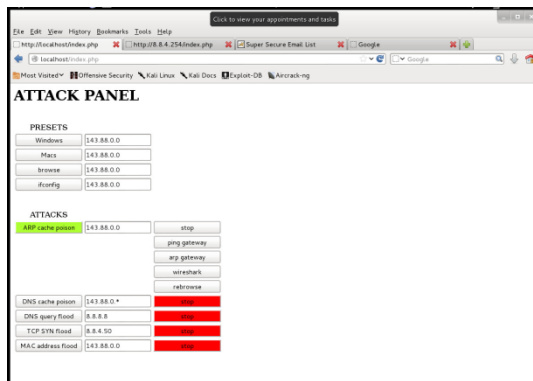 Click to view your appointments and tasks
File Edit View History Bookmarks Tools Help
http://localhost/index.php http://8.8.4.254/index.php Super Secure Email List Google
localhost/index.php Google
Most Visited Offensive Security Kali Linux Kali Docs Exploit-DB Aircrack-ng
ATTACK PANEL
PRESETS
Windows 143.88.0.0
Macs 143.88.0.0
browse 143.88.0.0
ifconfig 143.88.0.0
ATTACKS
ARP cache poison 143.88.0.0 stop
ping gateway
arp gateway
wireshark
rebrowse
DNS cache poison 143.88.0.* stop
DNS query flood 8.8.8.8 stop
TCP SYN flood 8.8.4.50 stop
MAC address flood 143.88.0.0 stop